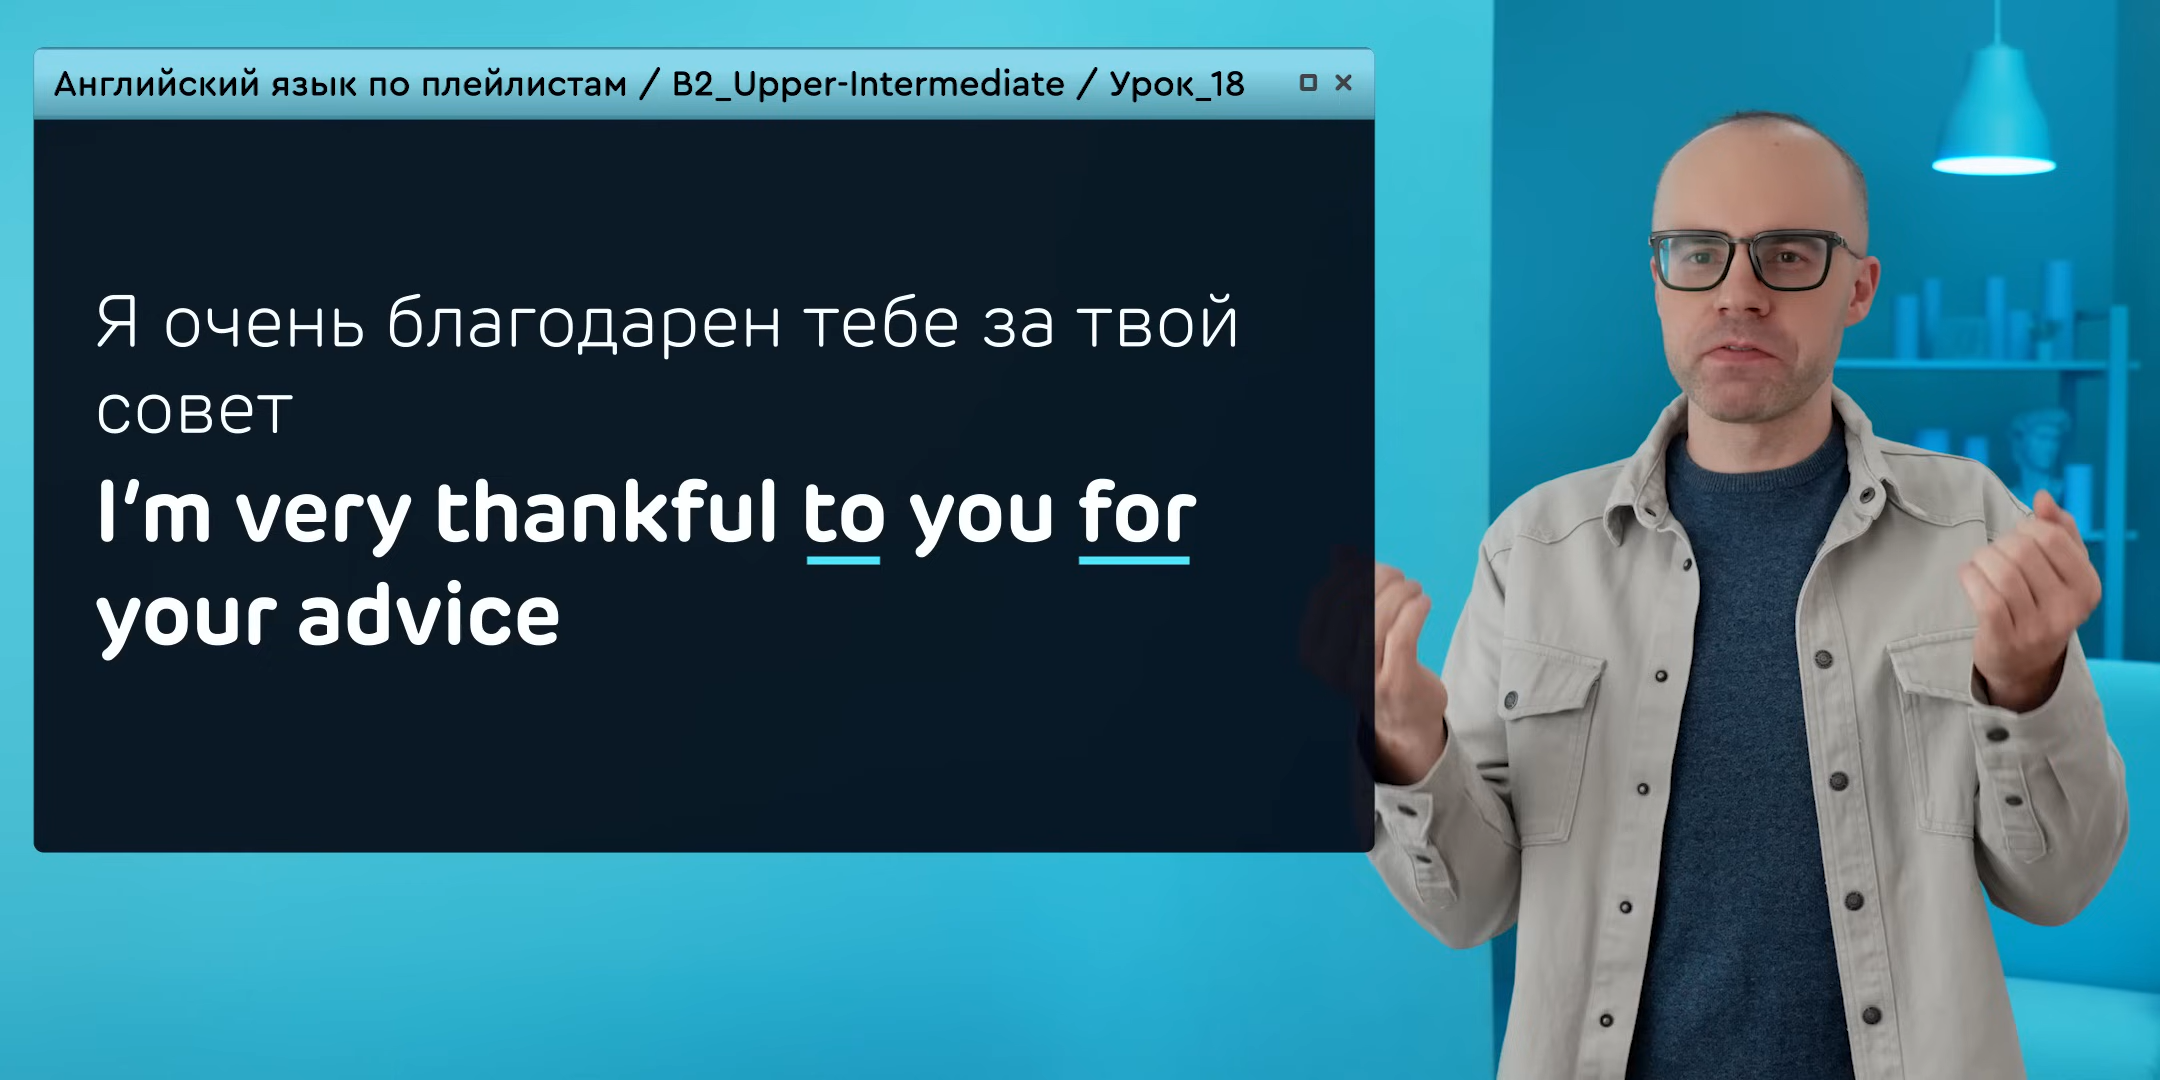 Английский язык по плейлистам / B2_Upper-Intermediate / Урок_18
Я очень благодарен тебе за твой
совет
I’m very thankful to you for
your advice